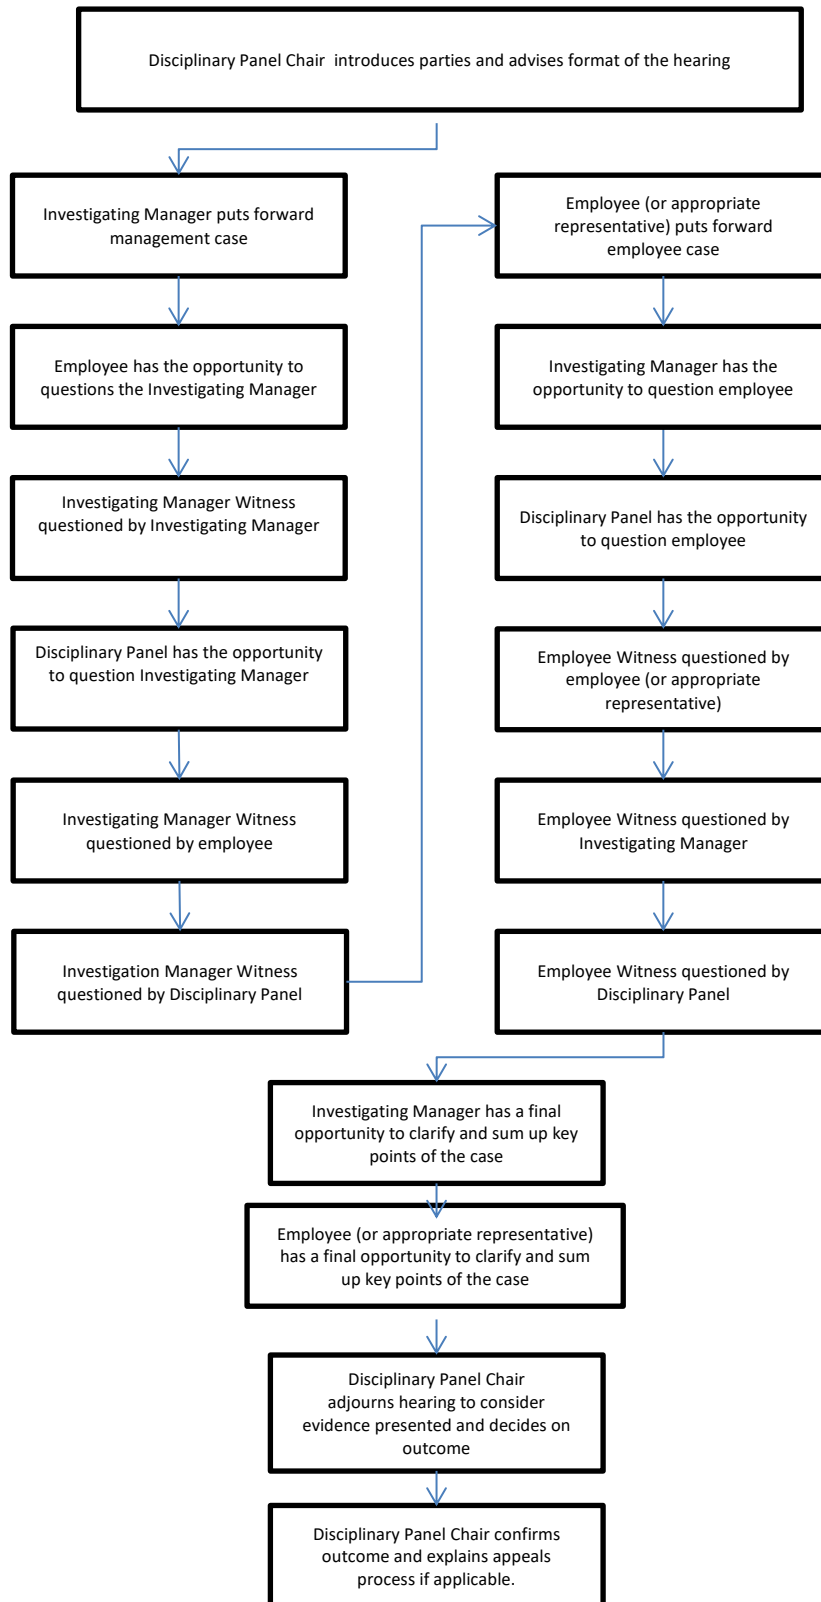 Disciplinary Panel Chair  introduces parties and advises format of the hearing
Investigating Manager puts forward
management case
Employee has the opportunity to
questions the Investigating Manager
Investigating Manager Witness
questioned by Investigating Manager
Disciplinary Panel has the opportunity
to question Investigating Manager
Investigating Manager Witness
questioned by employee
Investigation Manager Witness
questioned by Disciplinary Panel
Employee (or appropriate
representative) puts forward
employee case
Investigating Manager has the
opportunity to question employee
Disciplinary Panel has the opportunity
to question employee
Employee Witness questioned by
employee (or appropriate
representative)
Employee Witness questioned by
Investigating Manager
Employee Witness questioned by
Disciplinary Panel
Investigating Manager has a final
opportunity to clarify and sum up key
points of the case
Employee (or appropriate representative)
has a final opportunity to clarify and sum
up key points of the case
Disciplinary Panel Chair
adjourns hearing to consider
evidence presented and decides on
outcome
Disciplinary Panel Chair confirms
outcome and explains appeals
process if applicable.